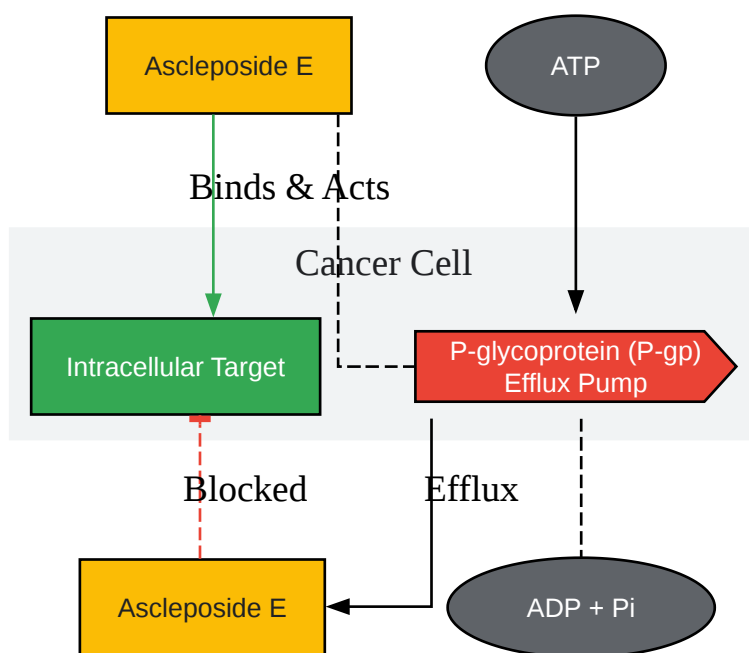 Ascleposide E
ATP
Binds & Acts
Cancer Cell
Intracellular Target
P-glycoprotein (P-gp)
Efflux Pump
Blocked
Efflux
Ascleposide E
ADP + Pi